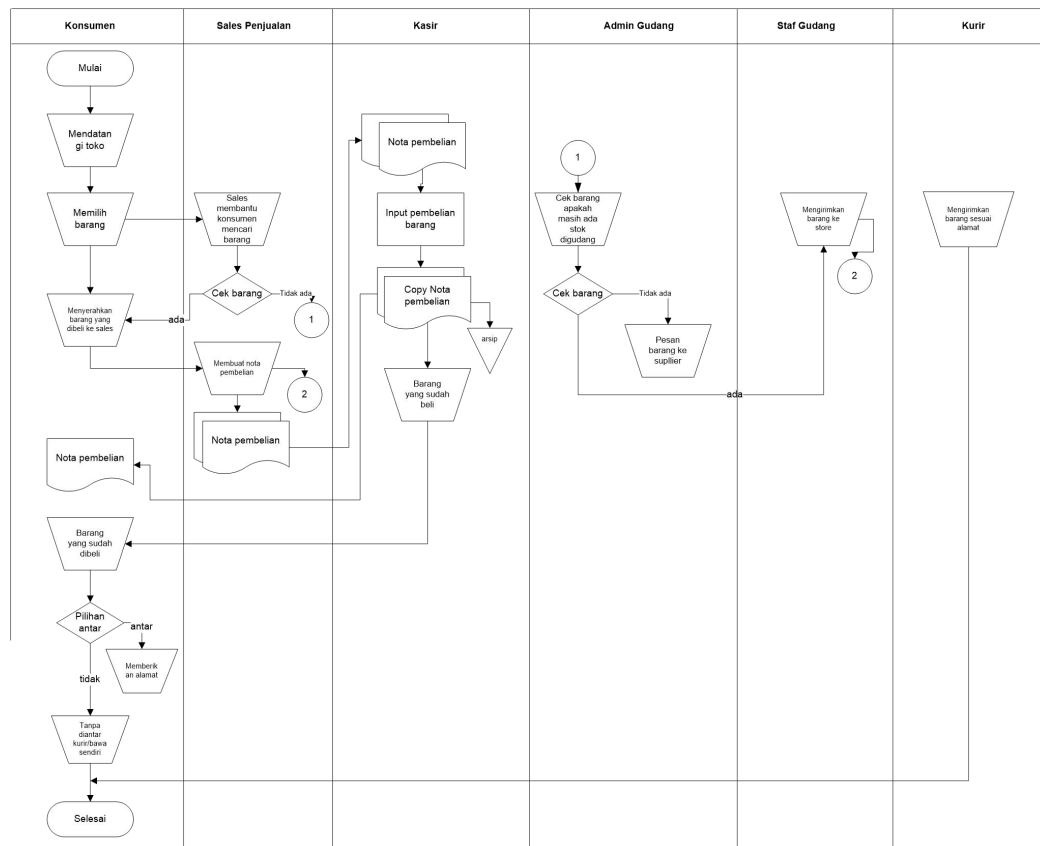 Konsumen
Sales Penjualan
Kasir
Admin Gudang
Staf Gudang
Kurir
Mulai
Mendatan
gi toko
Memilih
barang
Menyerahkan
barang yang
dibeli ke sales
Nota pembelian
Barang
yang sudah
dibeli
Pilihan
antar
antar
Memberik
an alamat
tidak
Tanpa
diantar
kurir/bawa
sendiri
Selesai
Sales
membantu
konsumen
mencari
barang
Cek barang
Tidak ada
ada
1
Membuat nota
pembelian
2
Nota pembelian
Nota pembelian
Input pembelian
barang
Copy Nota
pembelian
arsip
Barang
yang sudah
beli
1
Cek barang
apakah
masih ada
stok
digudang
Cek barang
Tidak ada
Pesan
barang ke
supllier
ada
Mengirimkan
barang ke
store
2
Mengirimkan
barang sesuai
alamat